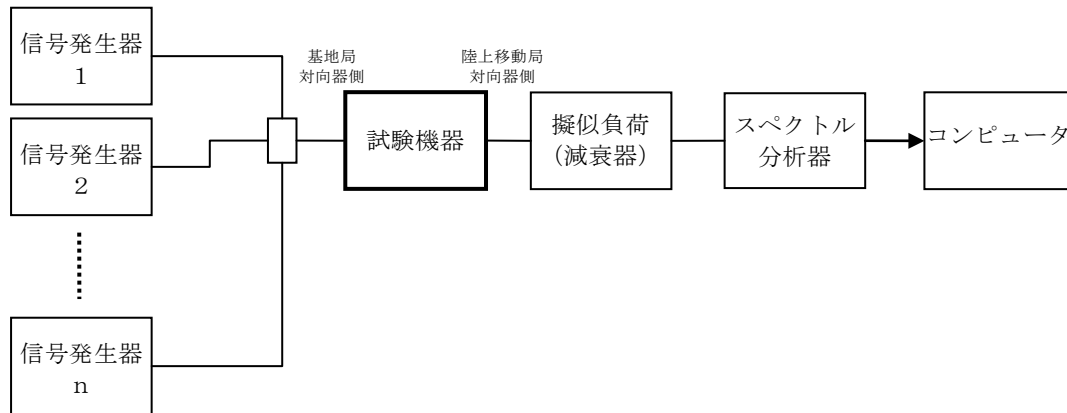 信号発生器
1
基地局
対向器側
陸上移動局
対向器側
試験機器
擬似負荷
（減衰器）
スペクトル
分析器
コンピュータ
信号発生器
2
信号発生器
n